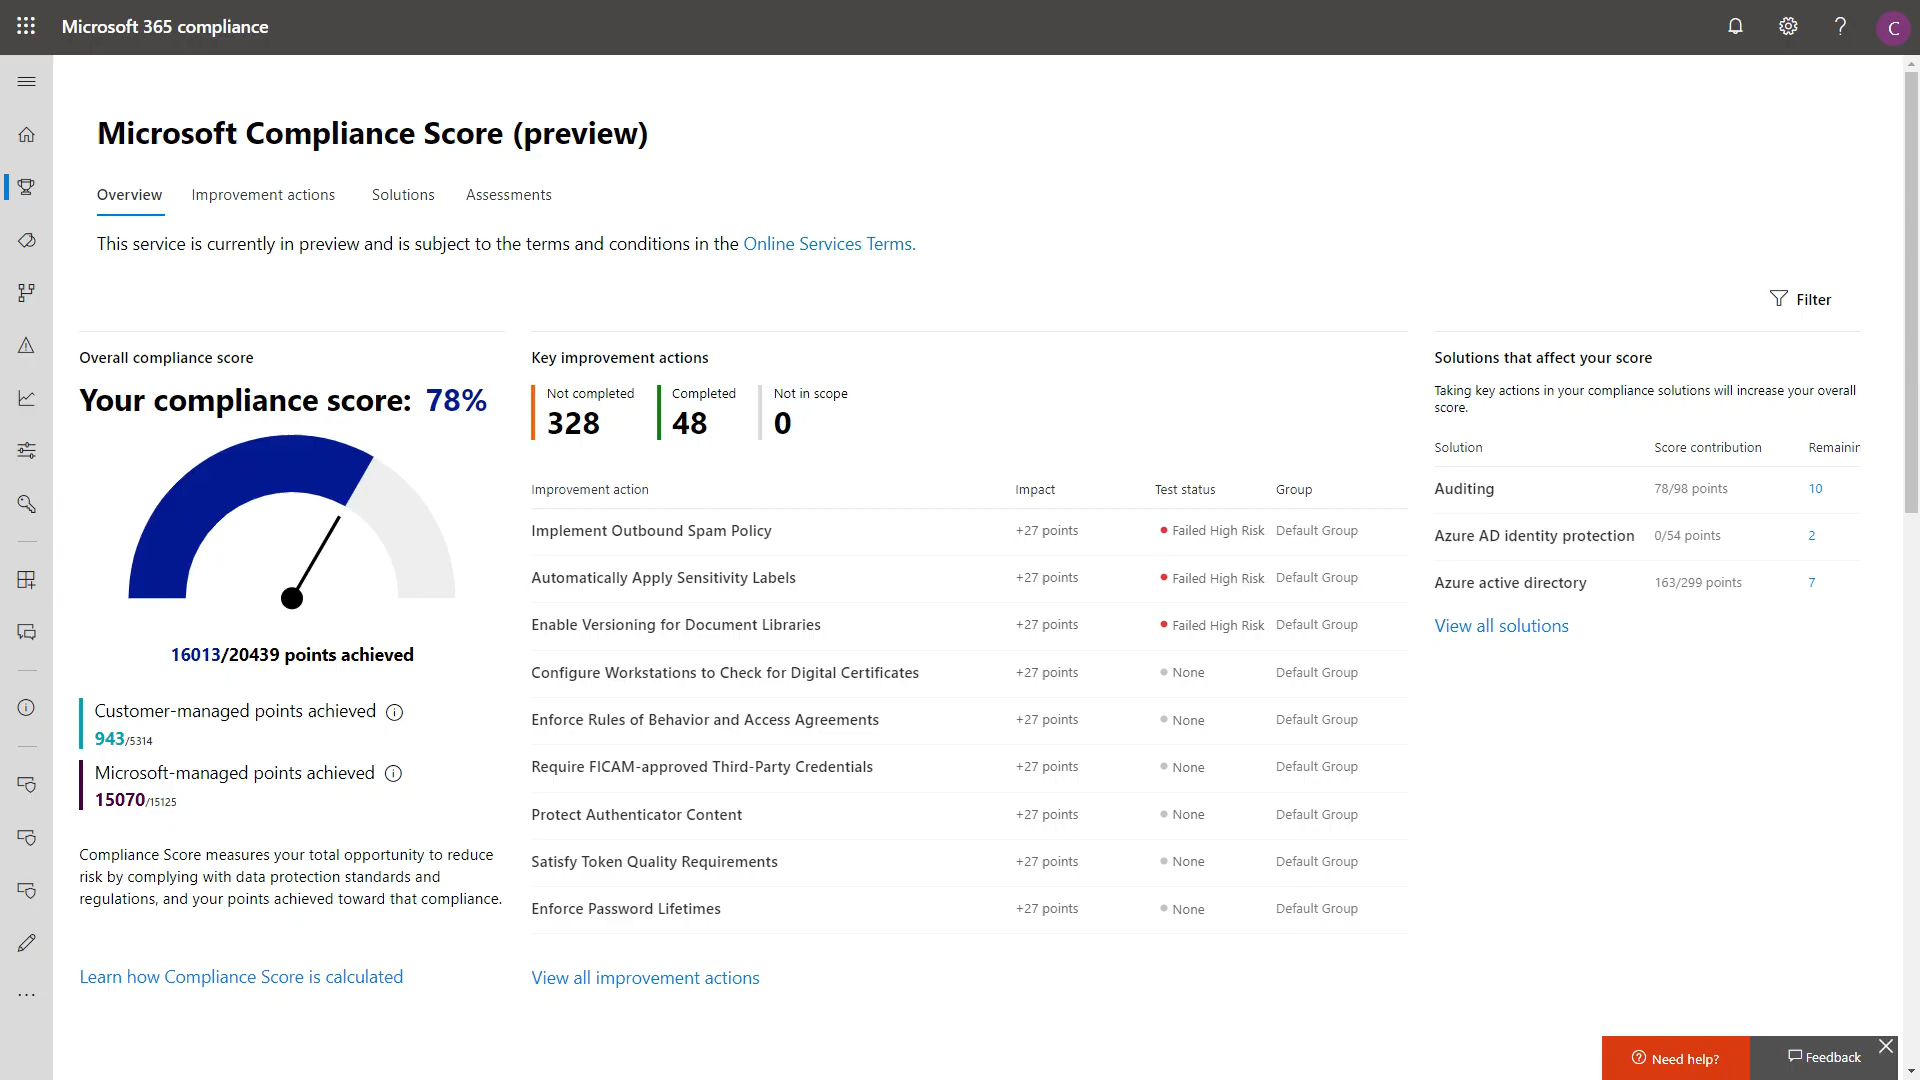 Microsoft 365 compliance
C
Microsoft Compliance Score (preview)
Overview Improvement actions Solutions Assessments
This service is currently in preview and is subject to the terms and conditions in the Online Services Terms.
Filter
Overall compliance score
Your compliance score: 78%
16013/20439 points achieved
Customer-managed points achieved
943/5314
Microsoft-managed points achieved
15070/15125
Compliance Score measures your total opportunity to reduce
risk by complying with data protection standards and
regulations, and your points achieved toward that compliance.
Learn how Compliance Score is calculated
Key improvement actions
Not completed Completed Not in scope
328 48 0
Improvement action Impact Test status Group
Implement Outbound Spam Policy +27 points Failed High Risk Default Group
Automatically Apply Sensitivity Labels +27 points Failed High Risk Default Group
Enable Versioning for Document Libraries +27 points Failed High Risk Default Group
Configure Workstations to Check for Digital Certificates +27 points None Default Group
Enforce Rules of Behavior and Access Agreements +27 points None Default Group
Require FICAM-approved Third-Party Credentials +27 points None Default Group
Protect Authenticator Content +27 points None Default Group
Satisfy Token Quality Requirements +27 points None Default Group
Enforce Password Lifetimes +27 points None Default Group
View all improvement actions
Solutions that affect your score
Taking key actions in your compliance solutions will increase your overall
score.
Solution Score contribution Remainin
Auditing 78/98 points 10
Azure AD identity protection 0/54 points 2
Azure active directory 163/299 points 7
View all solutions
Need help? Feedback